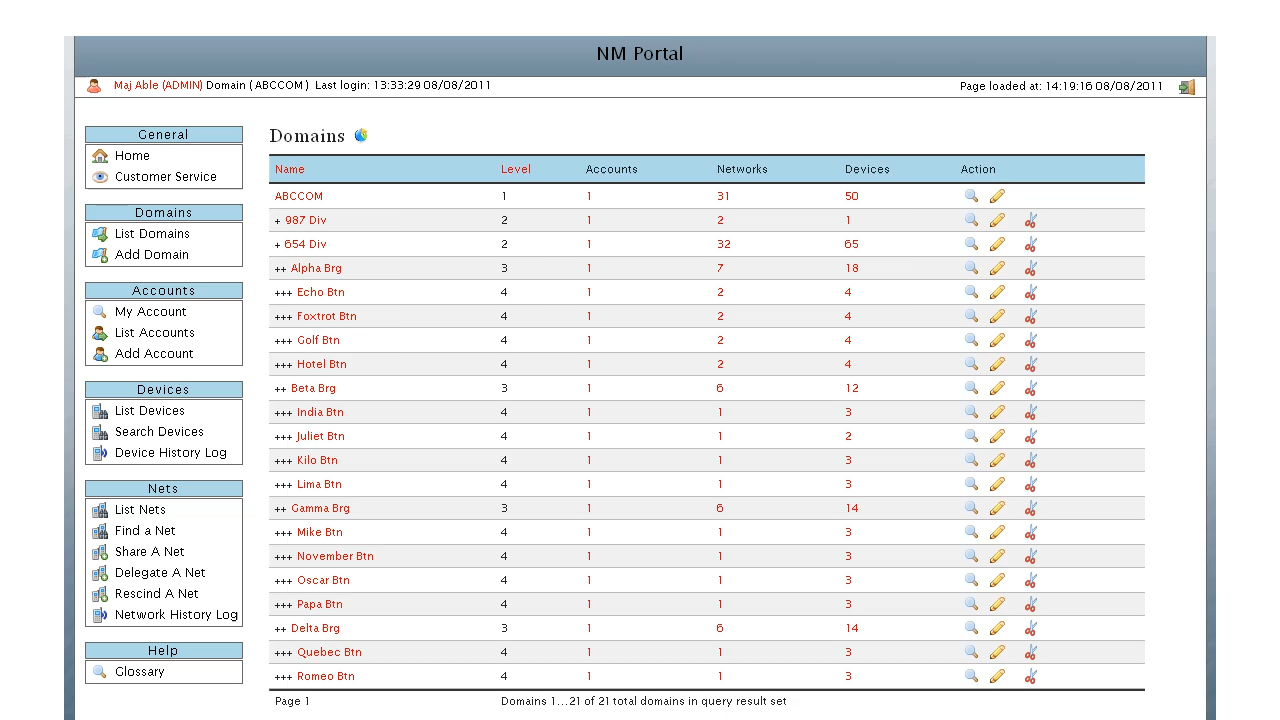 NM Portal
Maj Able (ADMIN) Domain ( ABCCOM ) Last login: 13:33:29 08/08/2011 Page loaded at: 14:19:16 08/08/2011
General
Home
Customer Service
Domains
List Domains
Add Domain
Accounts
My Account
List Accounts
Add Account
Devices
List Devices
Search Devices
Device History Log
Nets
List Nets
Find a Net
Share A Net
Delegate A Net
Rescind A Net
Network History Log
Help
Glossary
Domains
Name Level Accounts Networks Devices Action
ABCCOM 1 1 31 50
+ 987 Div 2 1 2 1
+ 654 Div 2 1 32 65
++ Alpha Brg 3 1 7 18
+++ Echo Btn 4 1 2 4
+++ Foxtrot Btn 4 1 2 4
+++ Golf Btn 4 1 2 4
+++ Hotel Btn 4 1 2 4
++ Beta Brg 3 1 6 12
+++ India Btn 4 1 1 3
+++ Juliet Btn 4 1 1 2
+++ Kilo Btn 4 1 1 3
+++ Lima Btn 4 1 1 3
++ Gamma Brg 3 1 6 14
+++ Mike Btn 4 1 1 3
+++ November Btn 4 1 1 3
+++ Oscar Btn 4 1 1 3
+++ Papa Btn 4 1 1 3
++ Delta Brg 3 1 6 14
+++ Quebec Btn 4 1 1 3
+++ Romeo Btn 4 1 1 3
Page 1 Domains 1...21 of 21 total domains in query result set